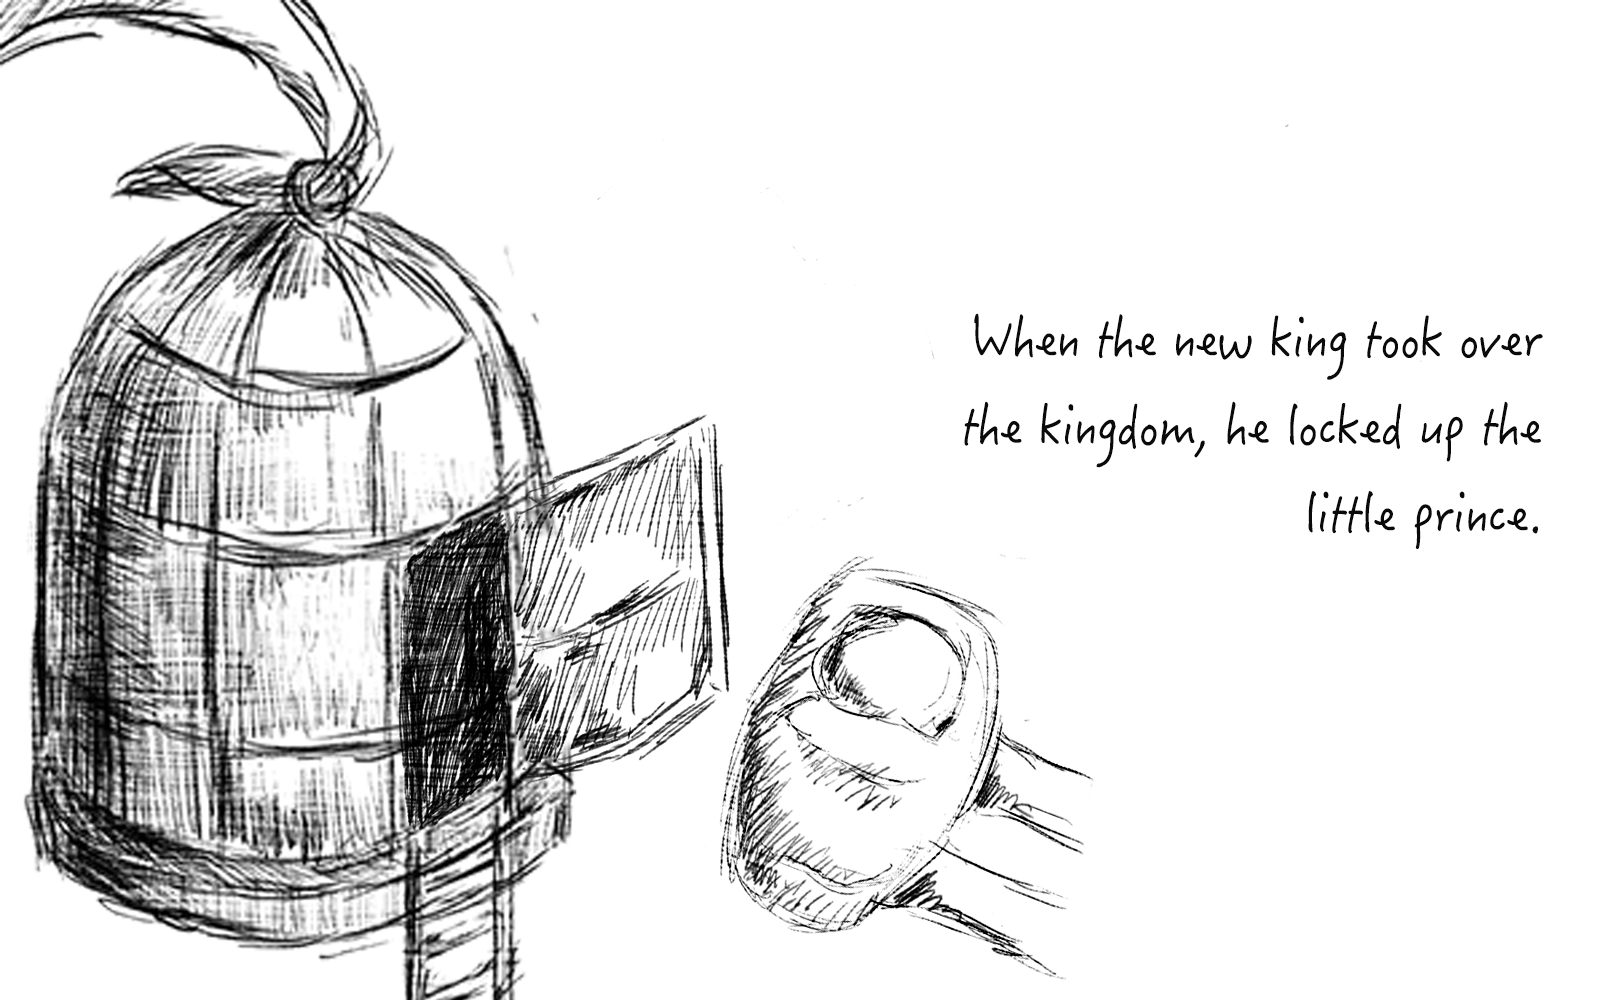 When the new king took over
the kingdom, he locked up the
little prince.